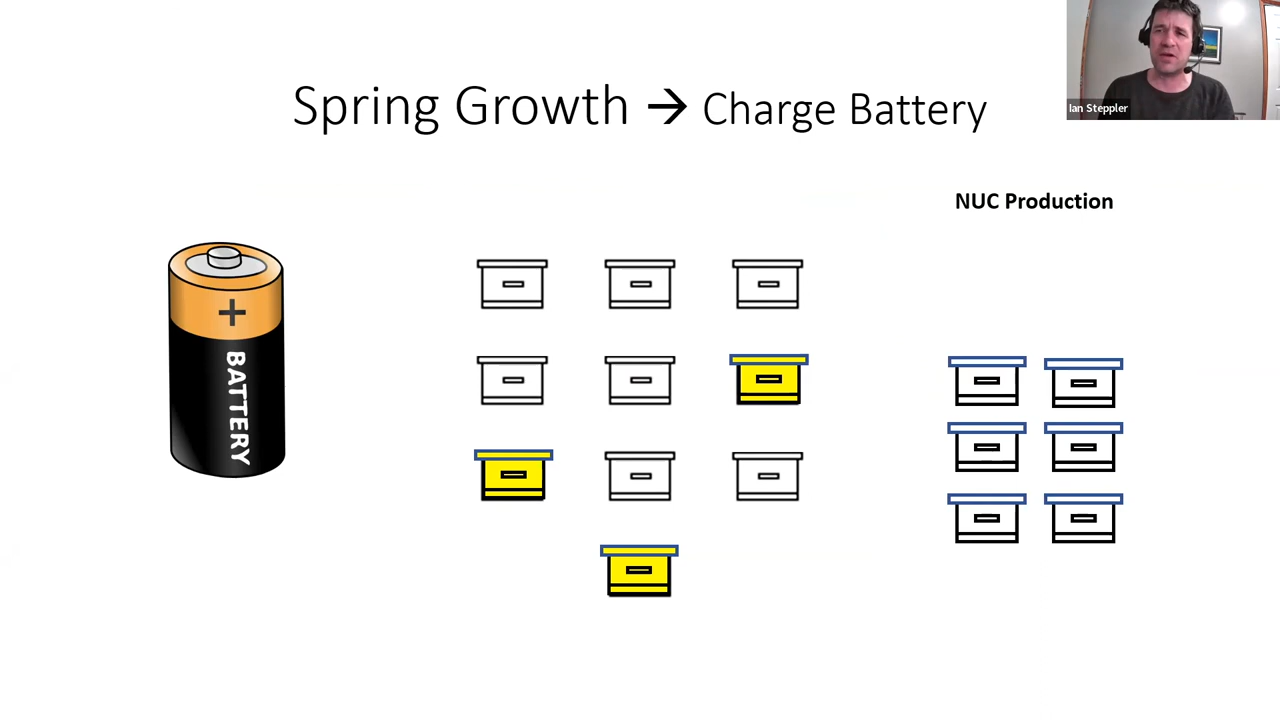 Spring Growth → Charge Battery
Ian Steppler
NUC Production
+
BATTERY